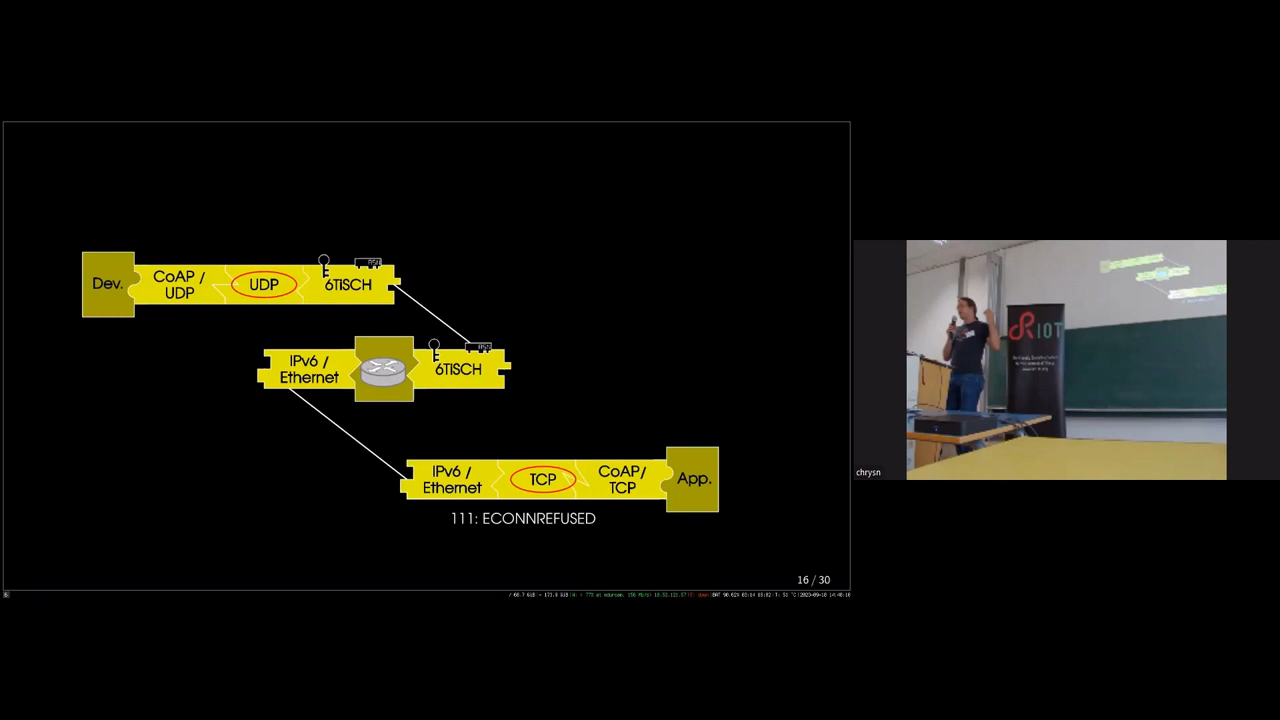 Dev.
CoAP /
UDP
UDP
6TISCH
IPv6 /
Ethernet
6TISCH
IPv6 /
Ethernet
TCP
CoAP/
TCP
App.
111: ECONNREFUSED
16 / 30
RIOT
chrysn